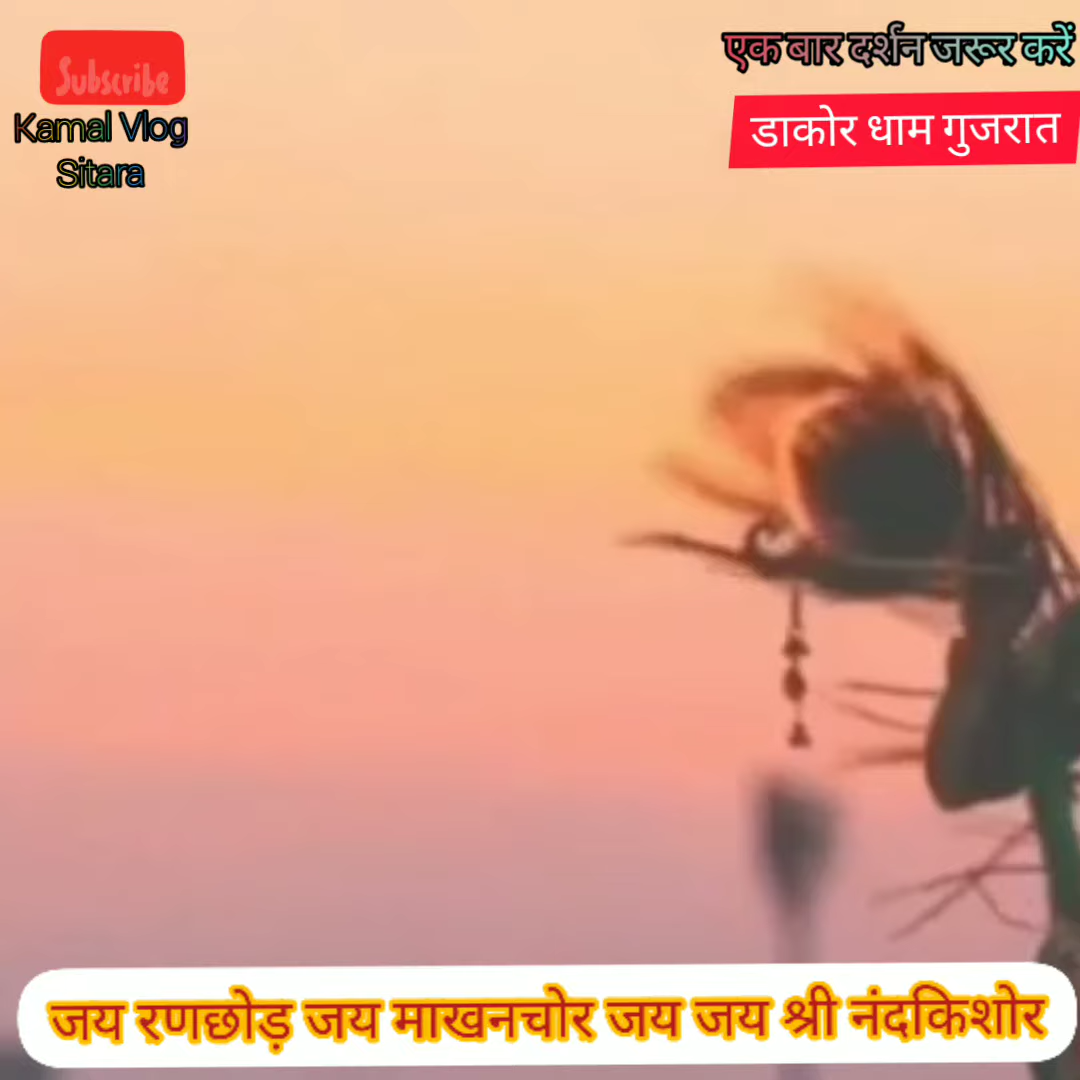 Subscribe
Kamal Vlog
Sitara
एक बार दर्शन जरूर करें
डाकोर धाम गुजरात
जय रणछोड़ जय माखनचोर जय जय श्री नंदकिशोर